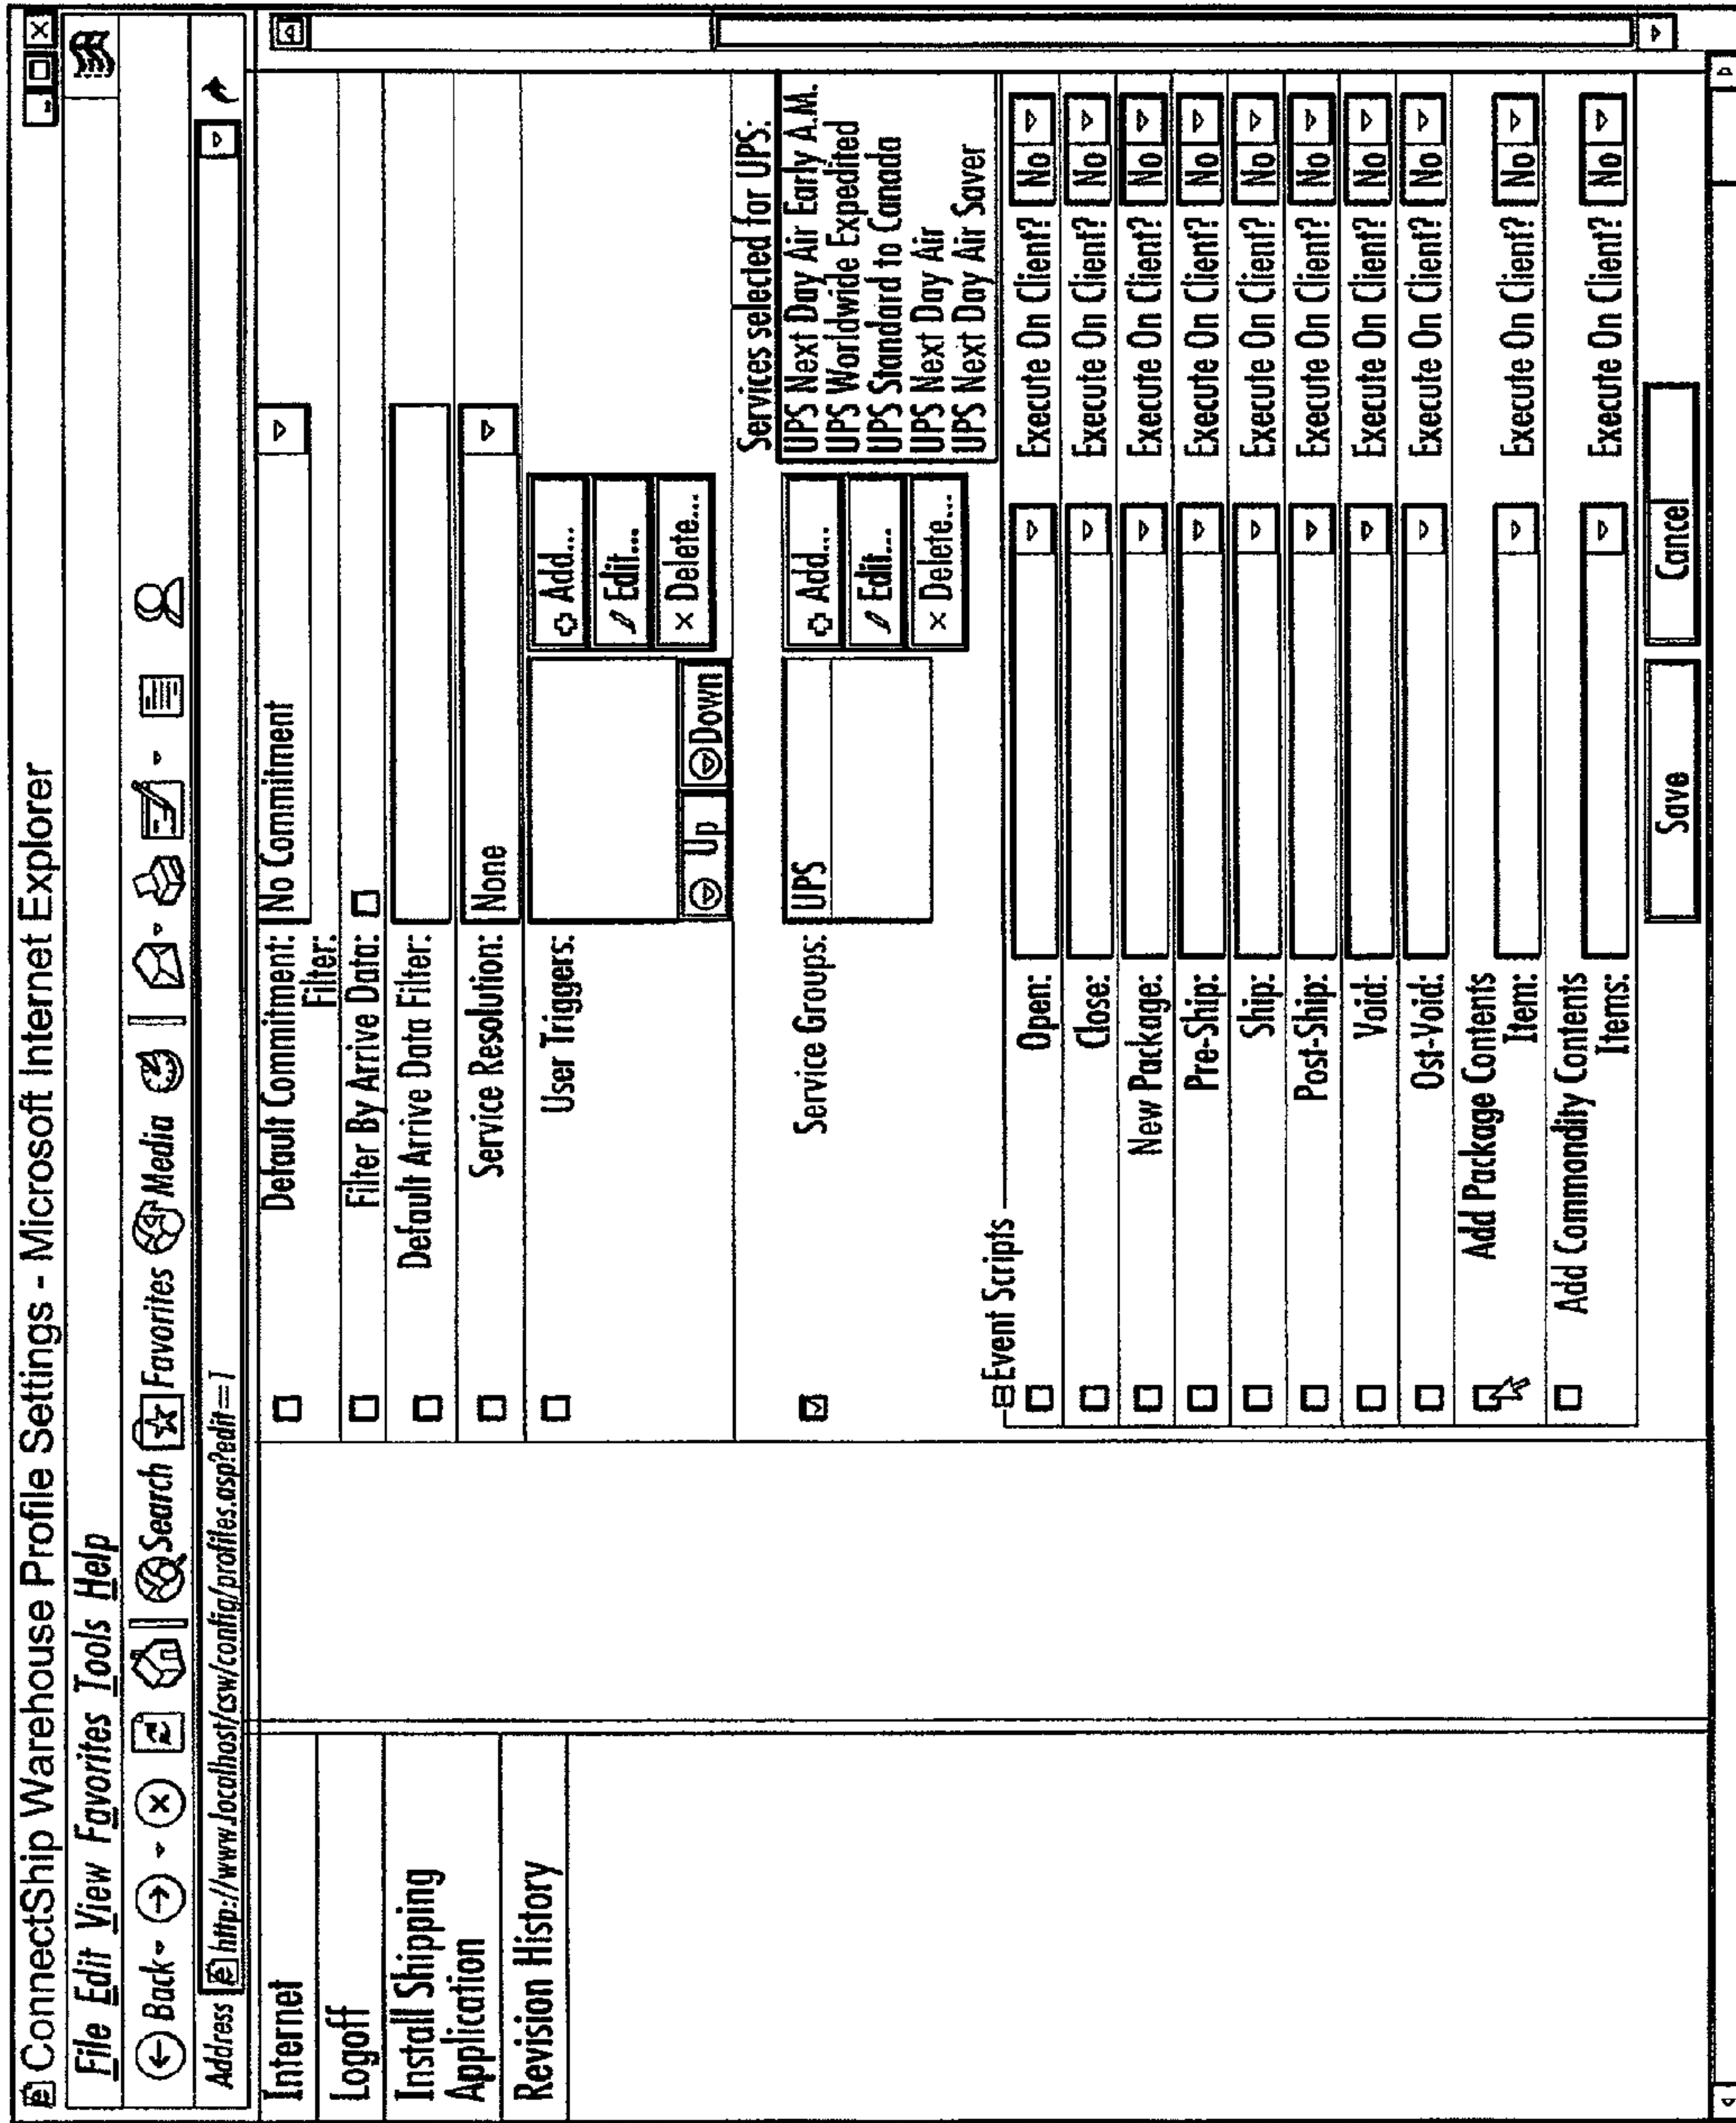 ConnectShip Warehouse Profile Settings - Microsoft Internet Explorer
File Edit View Favorites Tools Help
Back Search Favorites Media
Address http://www.localhost/csw/config/profiles.asp?edit==1
Internet
Logoff
Install Shipping
Application
Revision History
Default Commitment: No Commitment
Filter:
Filter By Arrive Data:
Default Arrive Data Filter:
Service Resolution: None
User Triggers:
Add...
Edit...
Delete...
Up Down
Services selected for UPS:
Service Groups: UPS
Add...
Edit...
Delete...
UPS Next Day Air Early A.M.
UPS Worldwide Expedited
UPS Standard to Canada
UPS Next Day Air
UPS Next Day Air Saver
Event Scripts
Open: Execute On Client? No
Close: Execute On Client? No
New Package: Execute On Client? No
Pre-Ship: Execute On Client? No
Ship: Execute On Client? No
Post-Ship: Execute On Client? No
Void: Execute On Client? No
Ost-Void: Execute On Client? No
Add Package Contents
Item: Execute On Client? No
Add Commondity Contents
Items: Execute On Client? No
Save Cancel